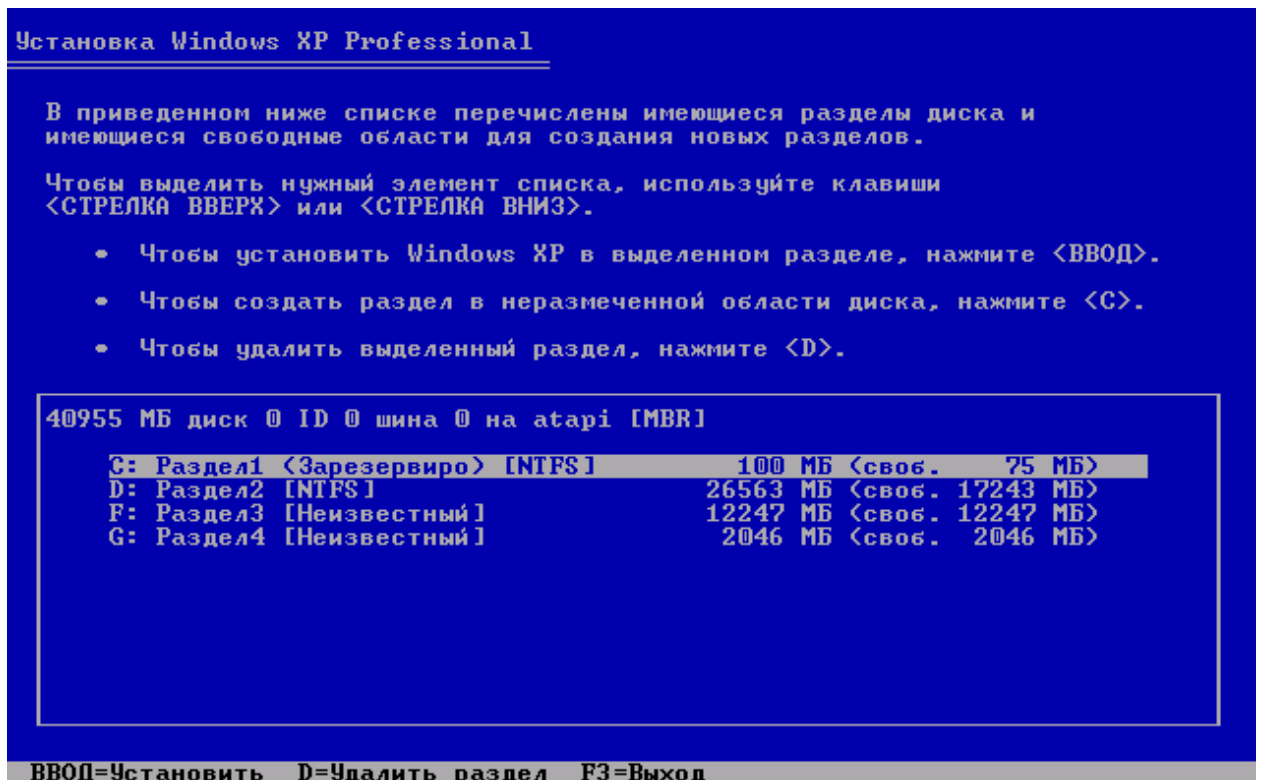 Установка Windows XP Professional
В приведенном ниже списке перечислены имеющиеся разделы диска и
имеющиеся свободные области для создания новых разделов.
Чтобы выделить нужный элемент списка, используйте клавиши
<СТРЕЛКА ВВЕРХ> или <СТРЕЛКА ВНИЗ>.
• Чтобы установить Windows XP в выделенном разделе, нажмите <ВВОД>.
• Чтобы создать раздел в неразмеченной области диска, нажмите <C>.
• Чтобы удалить выделенный раздел, нажмите <D>.
40955 МБ диск 0 ID 0 шина 0 на atapi [MBR]
C: Раздел1 (Зарезервиро) [NTFS] 100 МБ (своб. 75 МБ)
D: Раздел2 [NTFS] 26563 МБ (своб. 17243 МБ)
F: Раздел3 [Неизвестный] 12247 МБ (своб. 12247 МБ)
G: Раздел4 [Неизвестный] 2046 МБ (своб. 2046 МБ)
ВВОД=Установить D=Удалить раздел F3=Выход